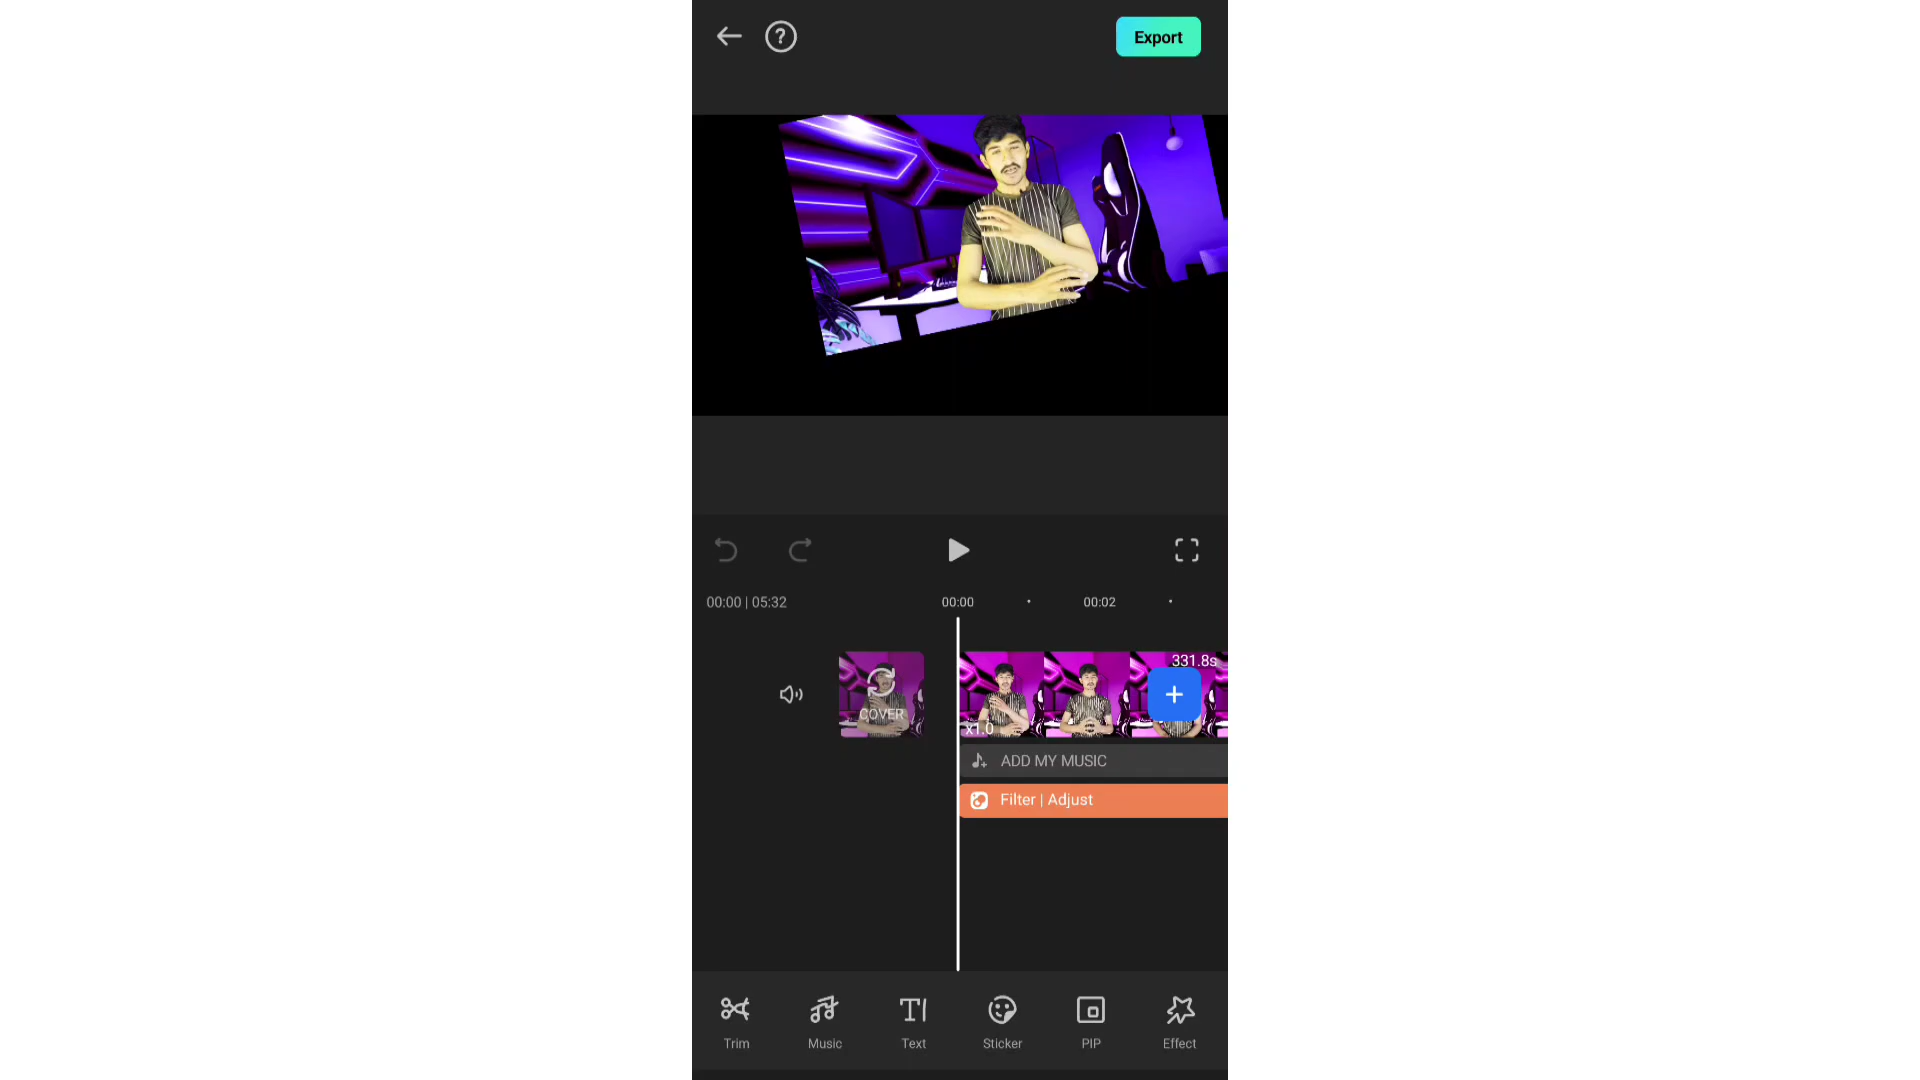 ?
Export
00:00 | 05:32
00:00
00:02
331.8s
COVER
x1.0
ADD MY MUSIC
Filter | Adjust
Trim
Music
Text
Sticker
PIP
Effect